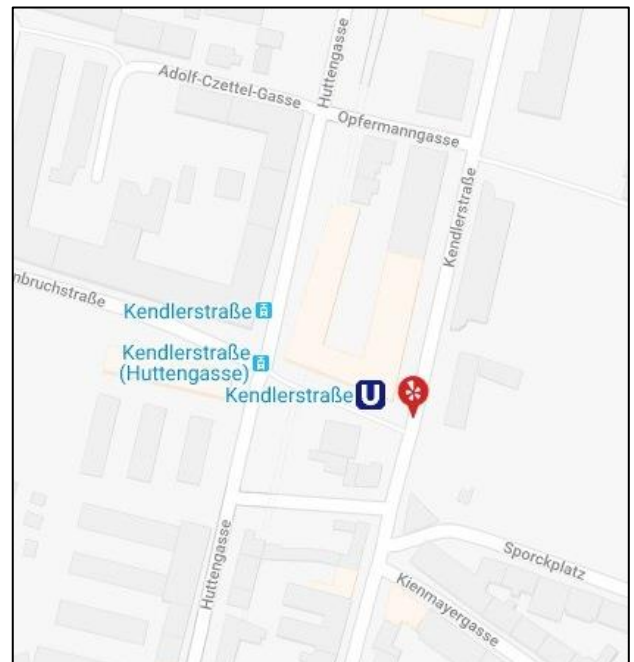 Huttengasse
Adolf-Czettel-Gasse
Opfermanngasse
Kendlerstraße
nbruchstraße
Kendlerstraße
Kendlerstraße
(Huttengasse)
Kendlerstraße U
Huttengasse
Sporckplatz
Kienmayergasse